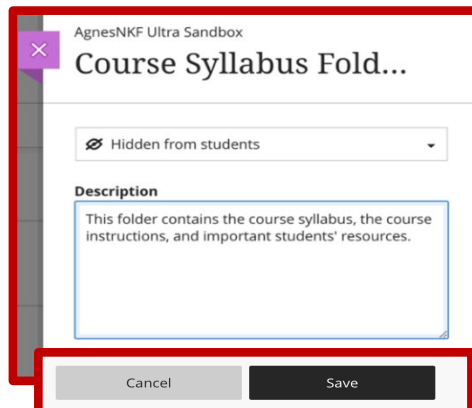 AgnesNKF Ultra Sandbox
Course Syllabus Fold...
Hidden from students
Description
This folder contains the course syllabus, the course
instructions, and important students' resources.
Cancel
Save